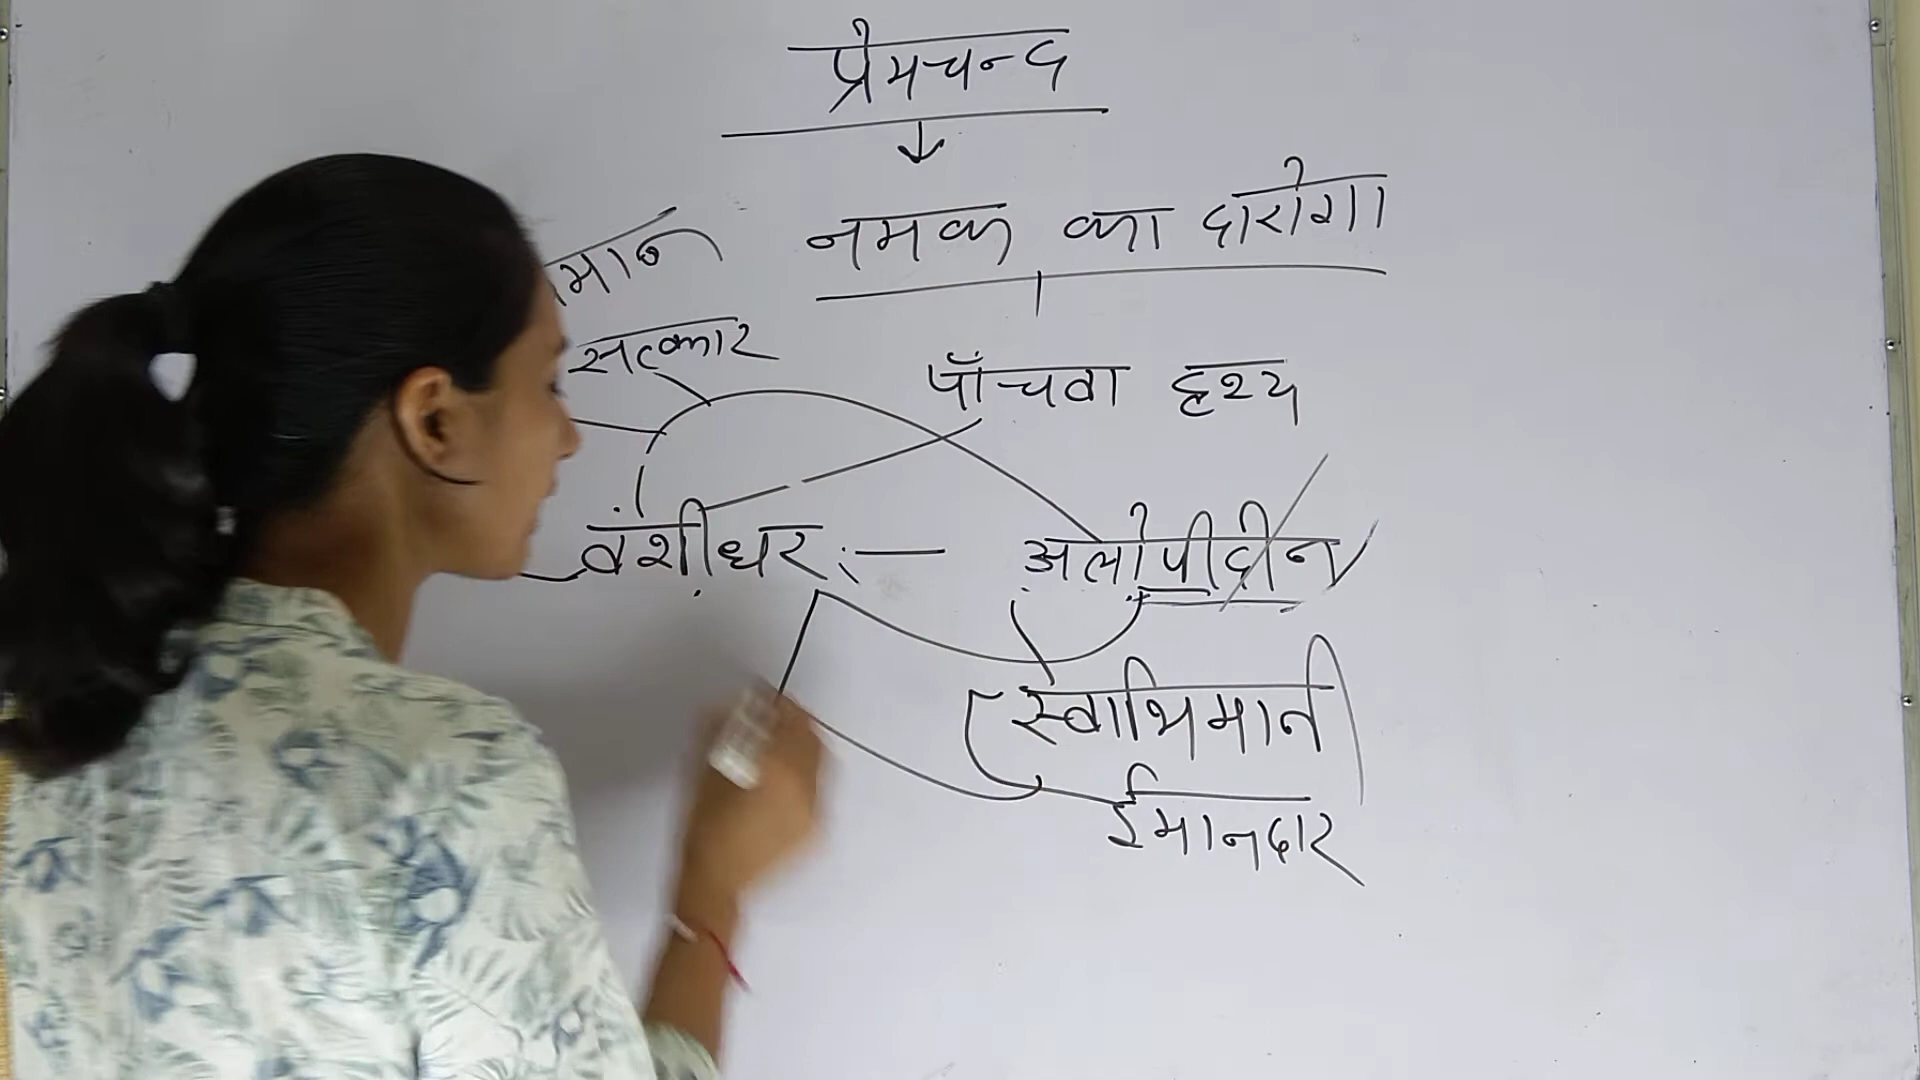 प्रेमचन्द
नमक का दारोगा
सत्कार
पाँचवा दृश्य
वंशीधर :— अलोपीदीन
स्वाभिमानी
ईमानदार